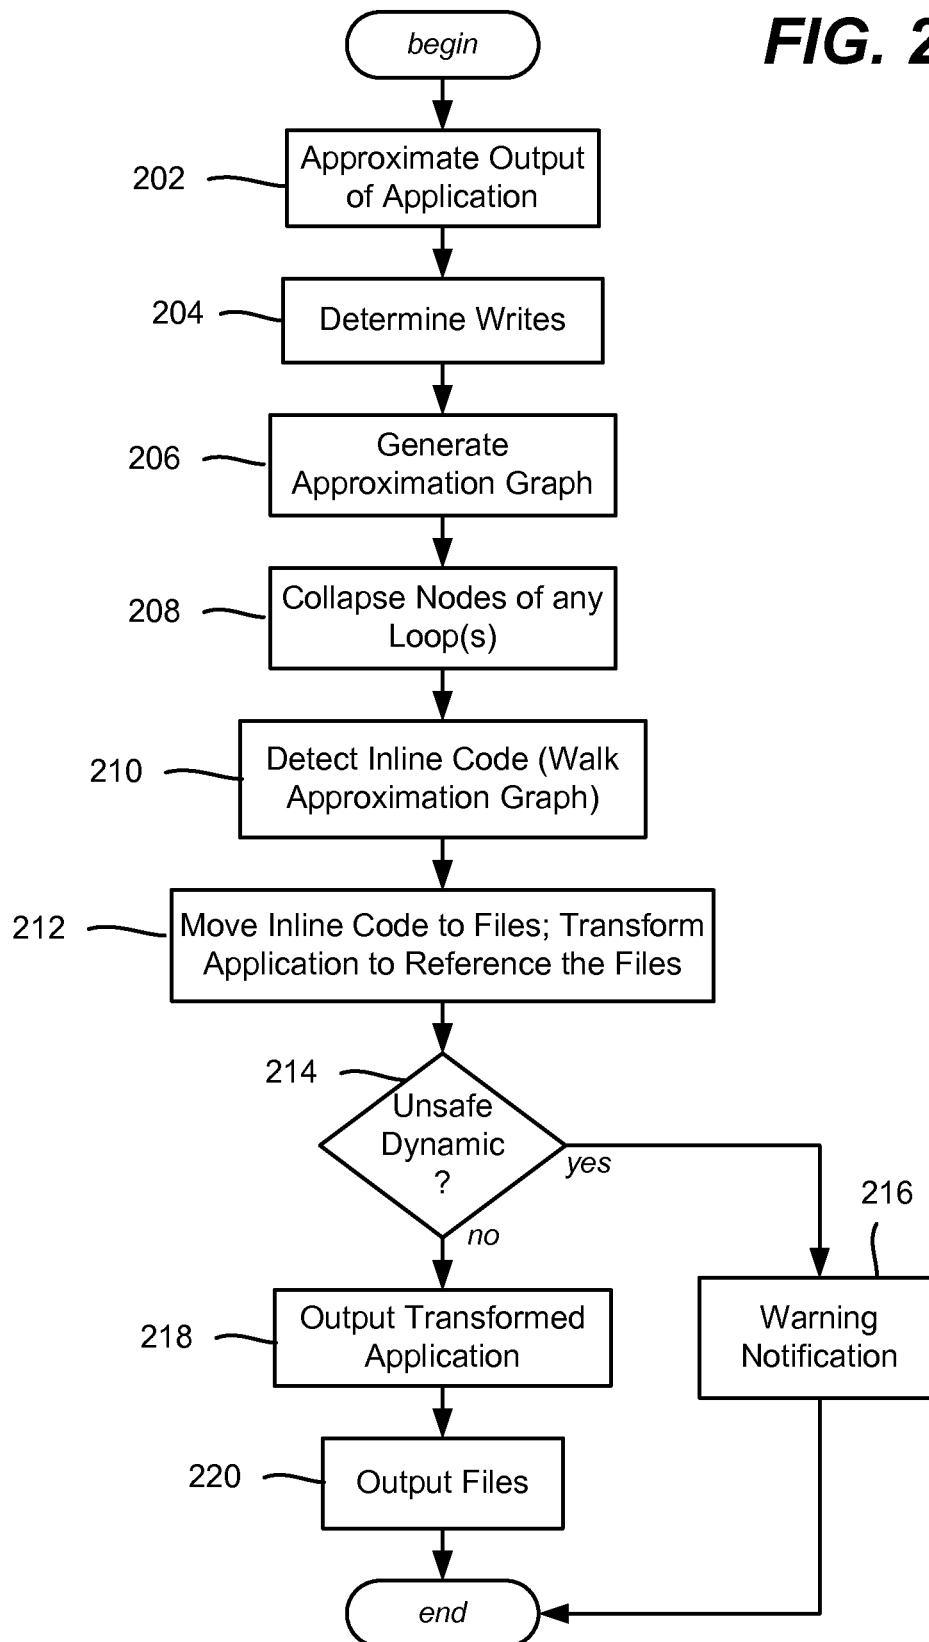 begin
FIG. 2
Approximate Output
of Application
202
Determine Writes
204
Generate
Approximation Graph
206
Collapse Nodes of any
Loop(s)
208
Detect Inline Code (Walk
Approximation Graph)
210
Move Inline Code to Files; Transform
Application to Reference the Files
212
214
Unsafe
Dynamic
?
yes
no
216
Warning
Notification
Output Transformed
Application
218
Output Files
220
end